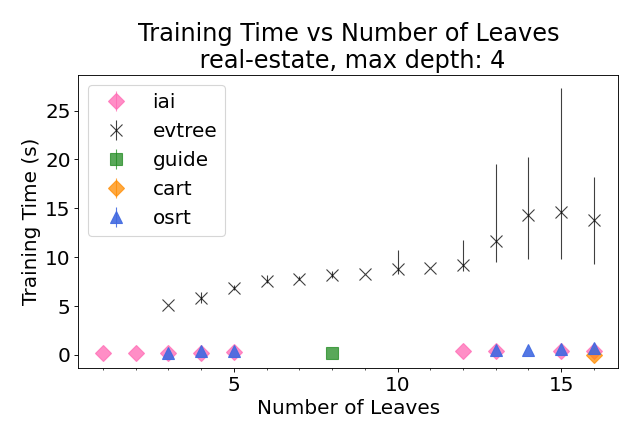 Training Time vs Number of Leaves
real-estate, max depth: 4
iai
evtree
guide
cart
osrt
Training Time (s)
25
20
15
10
5
0
5 10 15
Number of Leaves